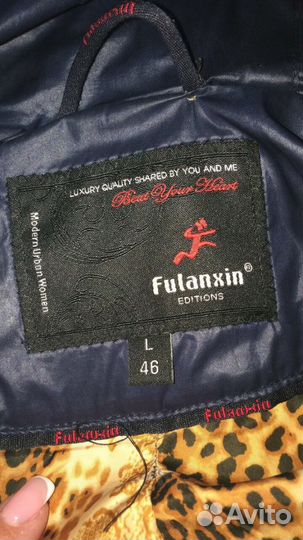 Fulanxin
LUXURY QUALITY SHARED BY YOU AND ME
Beat Your Heart
Modern Urban Women
Fulanxin®
EDITIONS
L
46
Fulanxin
Fulanxin
Avito